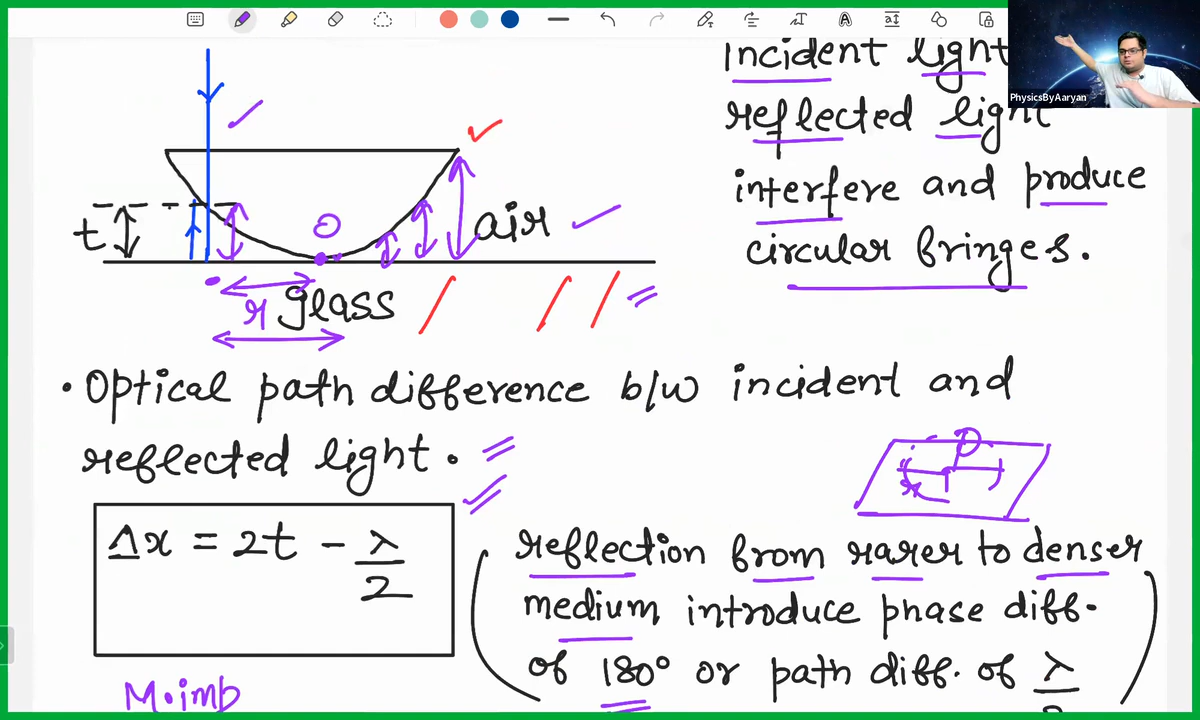 Incident light
reflected light
interfere and produce
circular fringes.
PhysicsByAaryan
t
O
air
r
glass
• Optical path difference b/w incident and
reflected light.
Δx = 2t - λ/2
(reflection from rarer to denser
medium introduce phase diff.
of 180° or path diff. of λ
M.imp